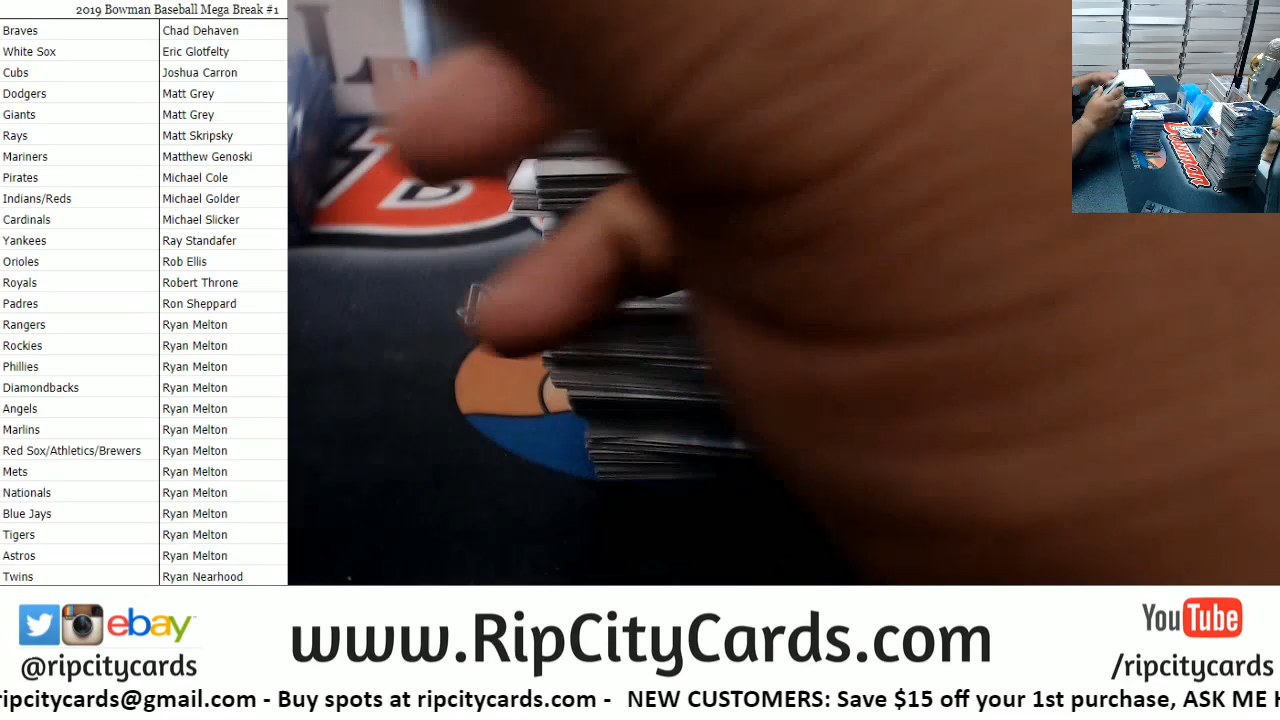 2019 Bowman Baseball Mega Break #1
Braves Chad Dehaven
White Sox Eric Glotfelty
Cubs Joshua Carron
Dodgers Matt Grey
Giants Matt Grey
Rays Matt Skripsky
Mariners Matthew Genoski
Pirates Michael Cole
Indians/Reds Michael Golder
Cardinals Michael Slicker
Yankees Ray Standafer
Orioles Rob Ellis
Royals Robert Throne
Padres Ron Sheppard
Rangers Ryan Melton
Rockies Ryan Melton
Phillies Ryan Melton
Diamondbacks Ryan Melton
Angels Ryan Melton
Marlins Ryan Melton
Red Sox/Athletics/Brewers Ryan Melton
Mets Ryan Melton
Nationals Ryan Melton
Blue Jays Ryan Melton
Tigers Ryan Melton
Astros Ryan Melton
Twins Ryan Nearhood
Bowman
ebay
@ripcitycards
www.RipCityCards.com
YouTube
/ripcitycards
ripcitycards@gmail.com - Buy spots at ripcitycards.com - NEW CUSTOMERS: Save $15 off your 1st purchase, ASK ME H